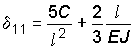 δ₁₁ = 5C/l² + 2/3 l/EJ